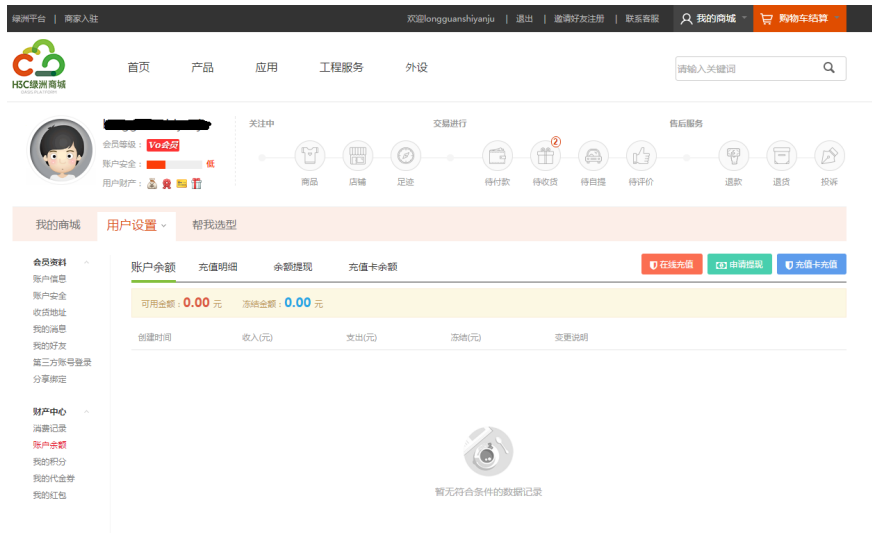 绿洲平台 | 商家入驻 欢迎longguanshiyanju | 退出 | 邀请好友注册 | 联系客服 我的商城 购物车结算
H3C绿洲商城
OASIS PLATFORM
首页 产品 应用 工程服务 外设 请输入关键词
关注中 交易进行 售后服务
会员等级：V0会员
账户安全： 低
用户财产：
2
商品 店铺 足迹 待付款 待收货 待自提 待评价 退款 退货 投诉
我的商城 用户设置 帮我选型
会员资料
账户信息
账户安全
收货地址
我的消息
我的好友
第三方账号登录
分享绑定
财产中心
消费记录
账户余额
我的积分
我的代金券
我的红包
账户余额 充值明细 余额提现 充值卡余额 在线充值 申请提现 充值卡充值
可用金额：0.00 元 冻结金额：0.00 元
创建时间 收入(元) 支出(元) 冻结(元) 变更说明
暂无符合条件的数据记录